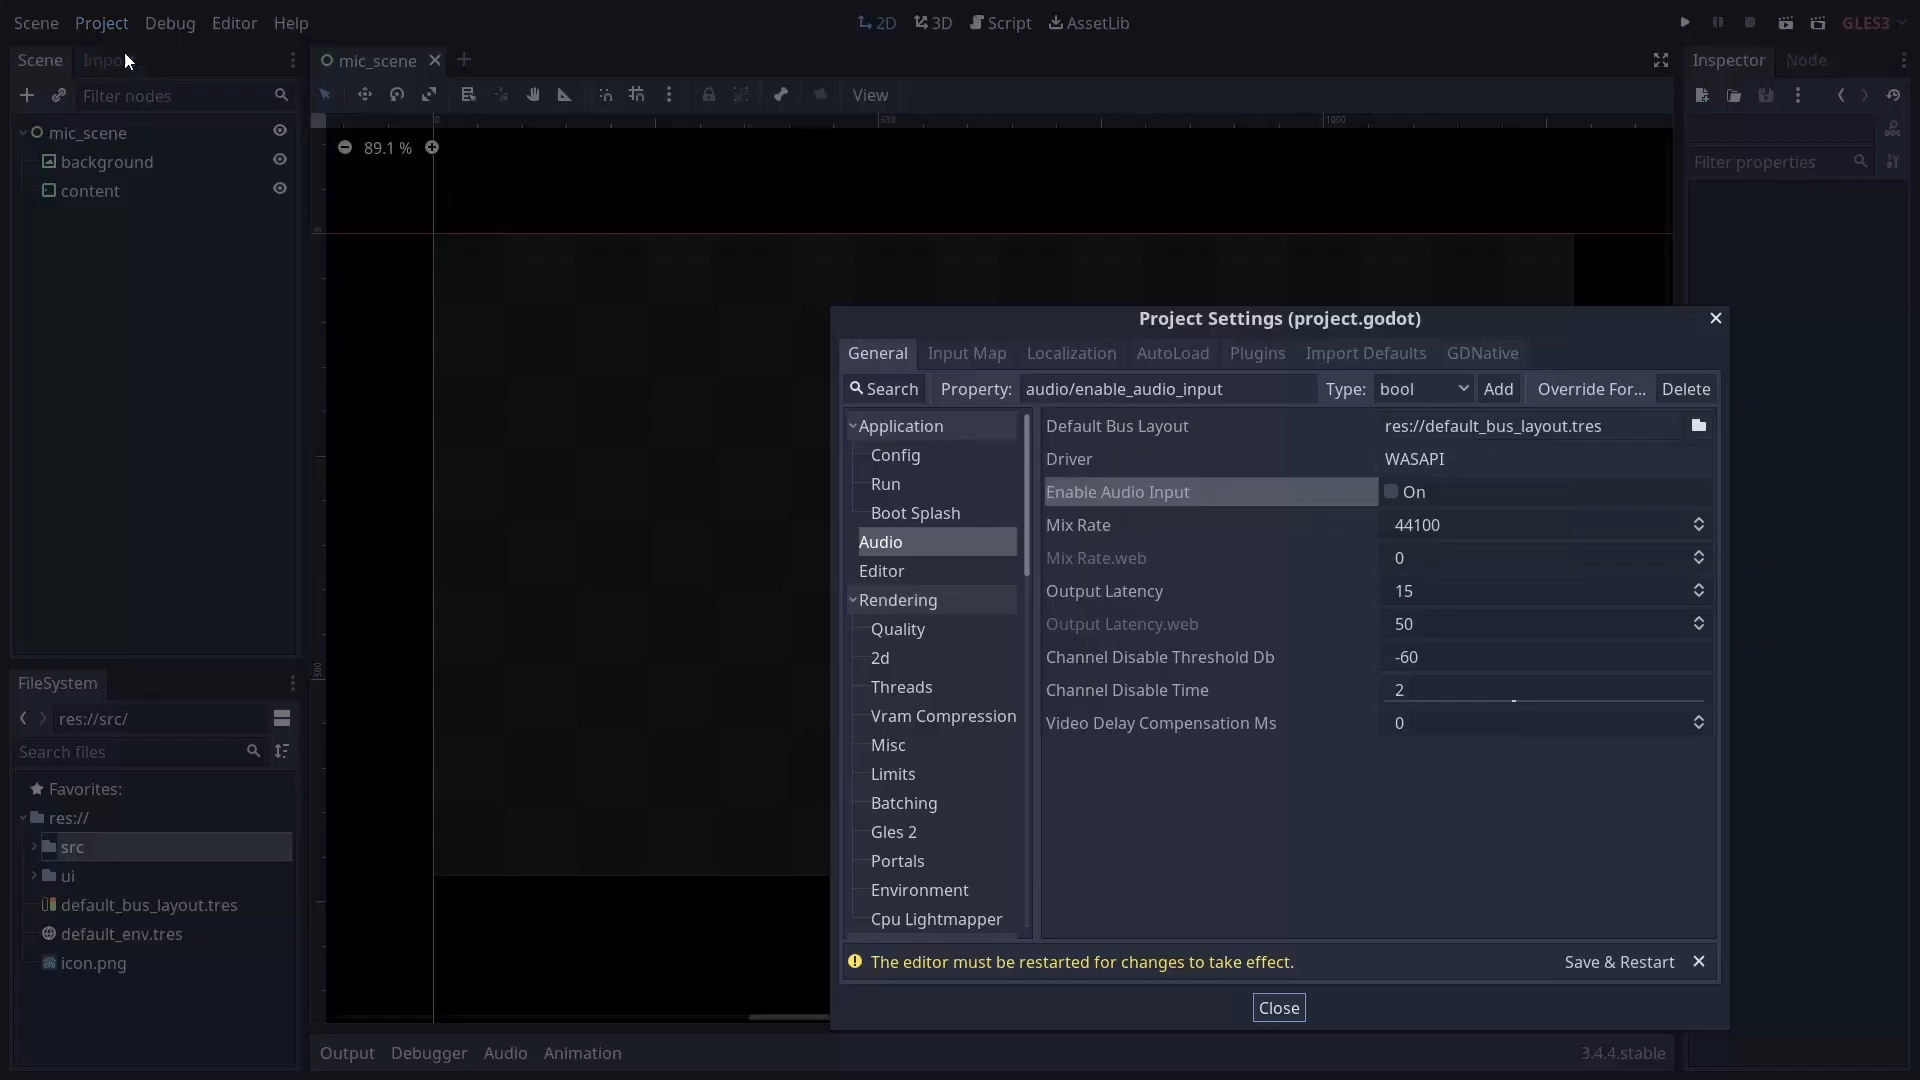 Scene Project Debug Editor Help
2D 3D Script AssetLib
GLES3
Scene
mic_scene
Inspector Node
Filter nodes
View
mic_scene
background
content
0 500 1000
89.1 %
0
500
Filter properties
Project Settings (project.godot)
General Input Map Localization AutoLoad Plugins Import Defaults GDNative
Search Property: audio/enable_audio_input Type: bool Add Override For... Delete
Application
Config
Run
Boot Splash
Audio
Editor
Rendering
Quality
2d
Threads
Vram Compression
Misc
Limits
Batching
Gles 2
Portals
Environment
Cpu Lightmapper
Default Bus Layout res://default_bus_layout.tres
Driver WASAPI
Enable Audio Input On
Mix Rate 44100
Mix Rate.web 0
Output Latency 15
Output Latency.web 50
Channel Disable Threshold Db -60
Channel Disable Time 2
Video Delay Compensation Ms 0
The editor must be restarted for changes to take effect. Save & Restart
Close
FileSystem
res://src/
Search files
Favorites:
res://
src
ui
default_bus_layout.tres
default_env.tres
icon.png
Output Debugger Audio Animation
3.4.4.stable